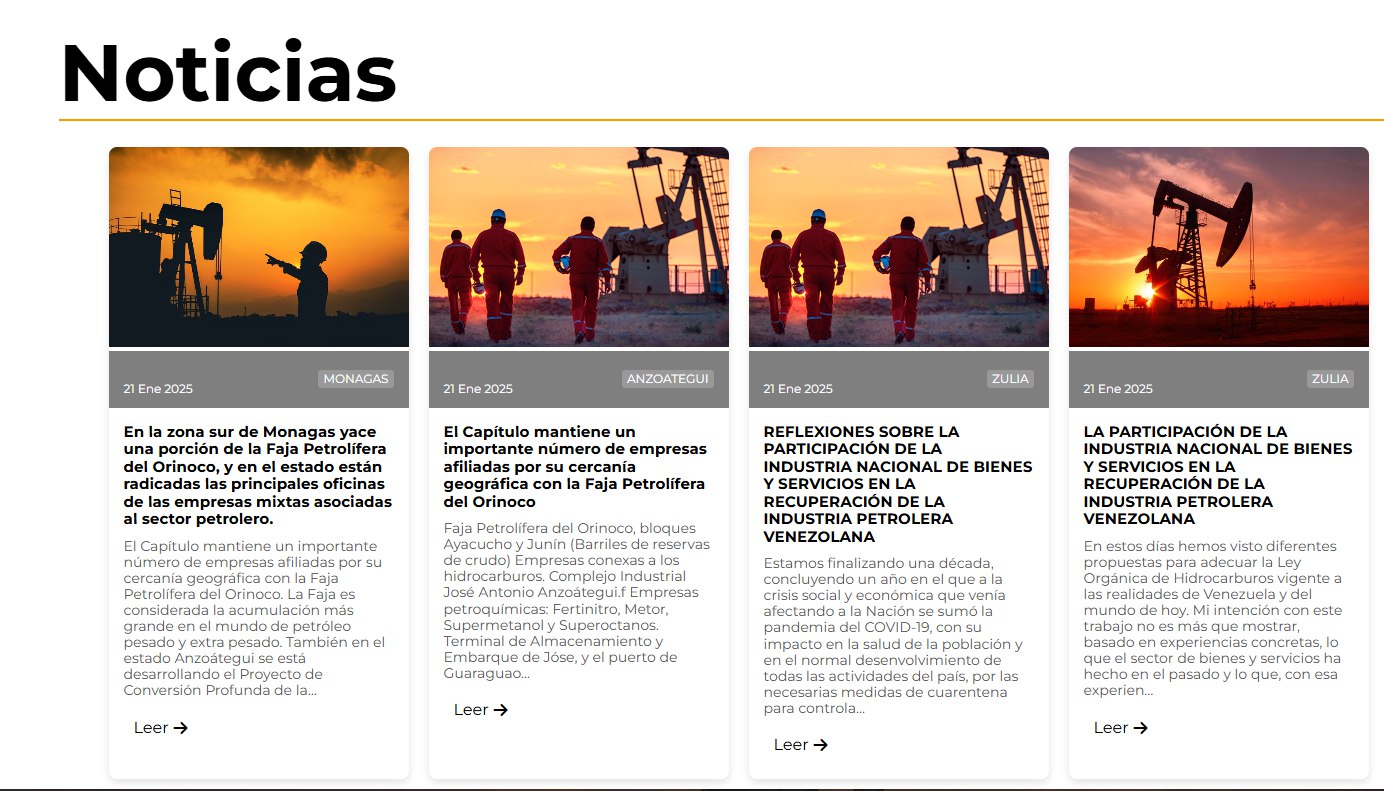 Noticias
21 Ene 2025
MONAGAS
En la zona sur de Monagas yace
una porción de la Faja Petrolífera
del Orinoco, y en el estado están
radicadas las principales oficinas
de las empresas mixtas asociadas
al sector petrolero.
El Capítulo mantiene un importante
número de empresas afiliadas por su
cercanía geográfica con la Faja
Petrolífera del Orinoco. La Faja es
considerada la acumulación más
grande en el mundo de petróleo
pesado y extra pesado. También en el
estado Anzoátegui se está
desarrollando el Proyecto de
Conversión Profunda de la...
Leer →
21 Ene 2025
ANZOATEGUI
El Capítulo mantiene un
importante número de empresas
afiliadas por su cercanía
geográfica con la Faja Petrolífera
del Orinoco
Faja Petrolífera del Orinoco, bloques
Ayacucho y Junín (Barriles de reservas
de crudo) Empresas conexas a los
hidrocarburos. Complejo Industrial
José Antonio Anzoátegui.f Empresas
petroquímicas: Fertinitro, Metor,
Supermetanol y Superoctanos.
Terminal de Almacenamiento y
Embarque de Jóse, y el puerto de
Guaraguao...
Leer →
21 Ene 2025
ZULIA
REFLEXIONES SOBRE LA
PARTICIPACIÓN DE LA
INDUSTRIA NACIONAL DE BIENES
Y SERVICIOS EN LA
RECUPERACIÓN DE LA
INDUSTRIA PETROLERA
VENEZOLANA
Estamos finalizando una década,
concluyendo un año en el que a la
crisis social y económica que venía
afectando a la Nación se sumó la
pandemia del COVID-19, con su
impacto en la salud de la población y
en el normal desenvolvimiento de
todas las actividades del país, por las
necesarias medidas de cuarentena
para controla...
Leer →
21 Ene 2025
ZULIA
LA PARTICIPACIÓN DE LA
INDUSTRIA NACIONAL DE BIENES
Y SERVICIOS EN LA
RECUPERACIÓN DE LA
INDUSTRIA PETROLERA
VENEZOLANA
En estos días hemos visto diferentes
propuestas para adecuar la Ley
Orgánica de Hidrocarburos vigente a
las realidades de Venezuela y del
mundo de hoy. Mi intención con este
trabajo no es más que mostrar,
basado en experiencias concretas, lo
que el sector de bienes y servicios ha
hecho en el pasado y lo que, con esa
experien...
Leer →